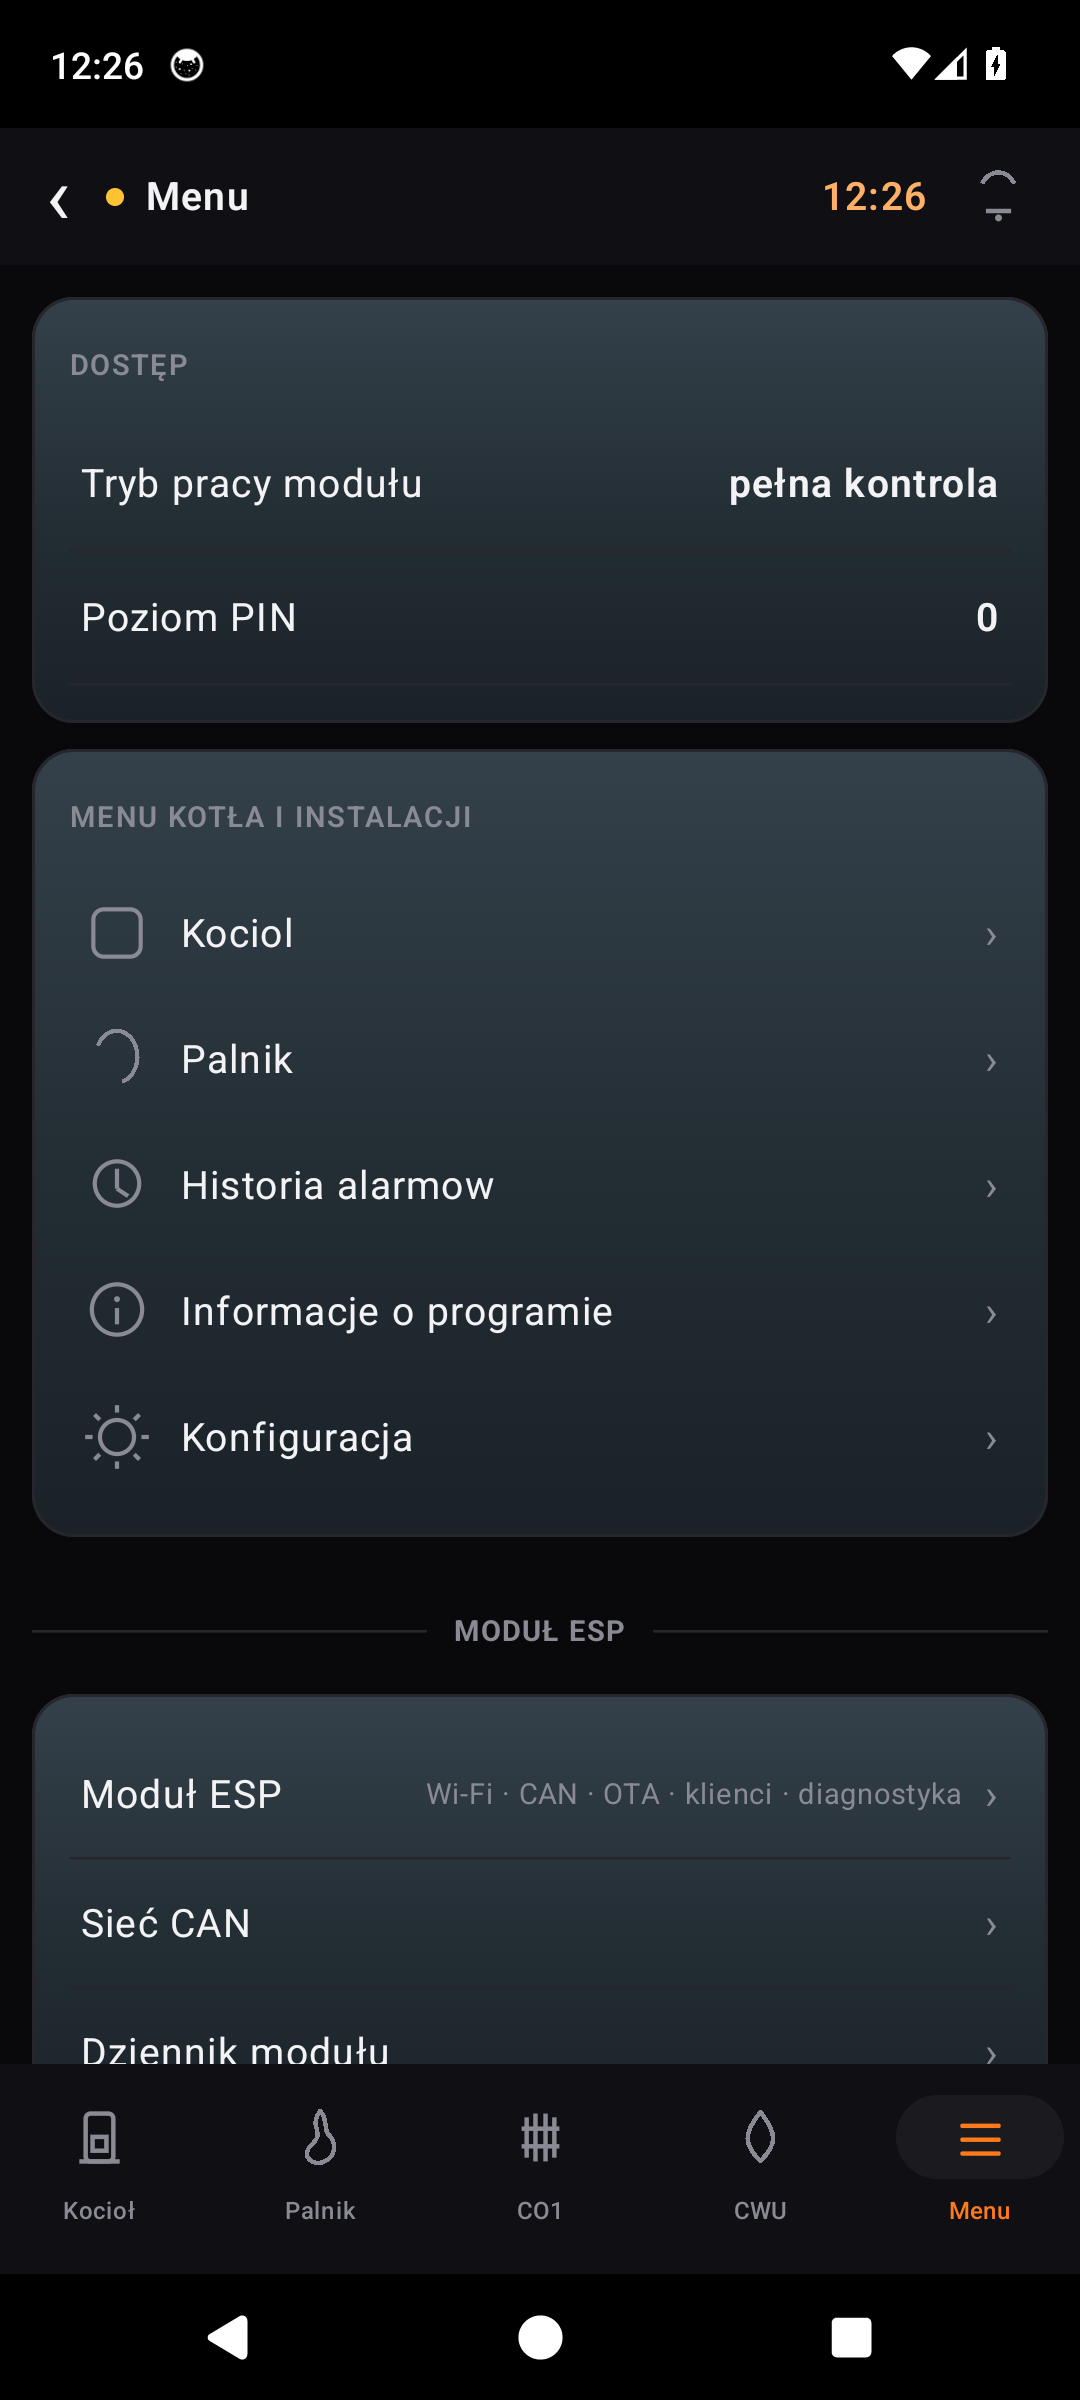 12:26
Menu
12:26
DOSTĘP
Tryb pracy modułu pełna kontrola
Poziom PIN 0
MENU KOTŁA I INSTALACJI
Kociol
Palnik
Historia alarmow
Informacje o programie
Konfiguracja
MODUŁ ESP
Moduł ESP Wi-Fi · CAN · OTA · klienci · diagnostyka
Sieć CAN
Dziennik modułu
Kocioł Palnik CO1 CWU Menu